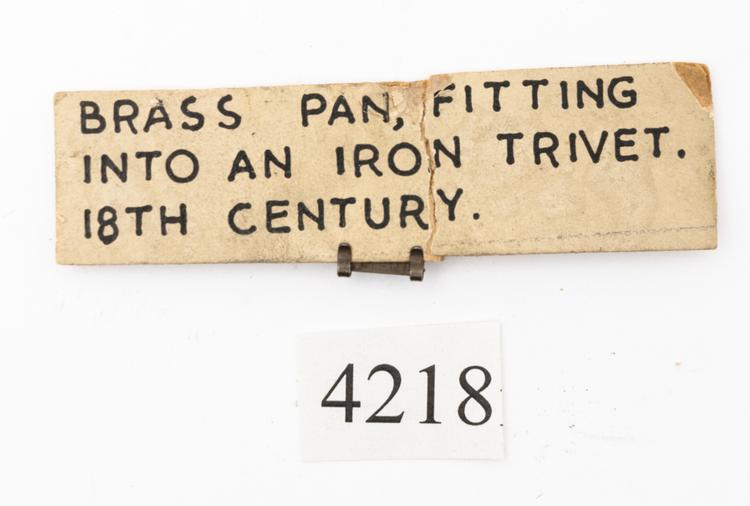 BRASS PAN, FITTING
INTO AN IRON TRIVET.
18TH CENTURY.
4218